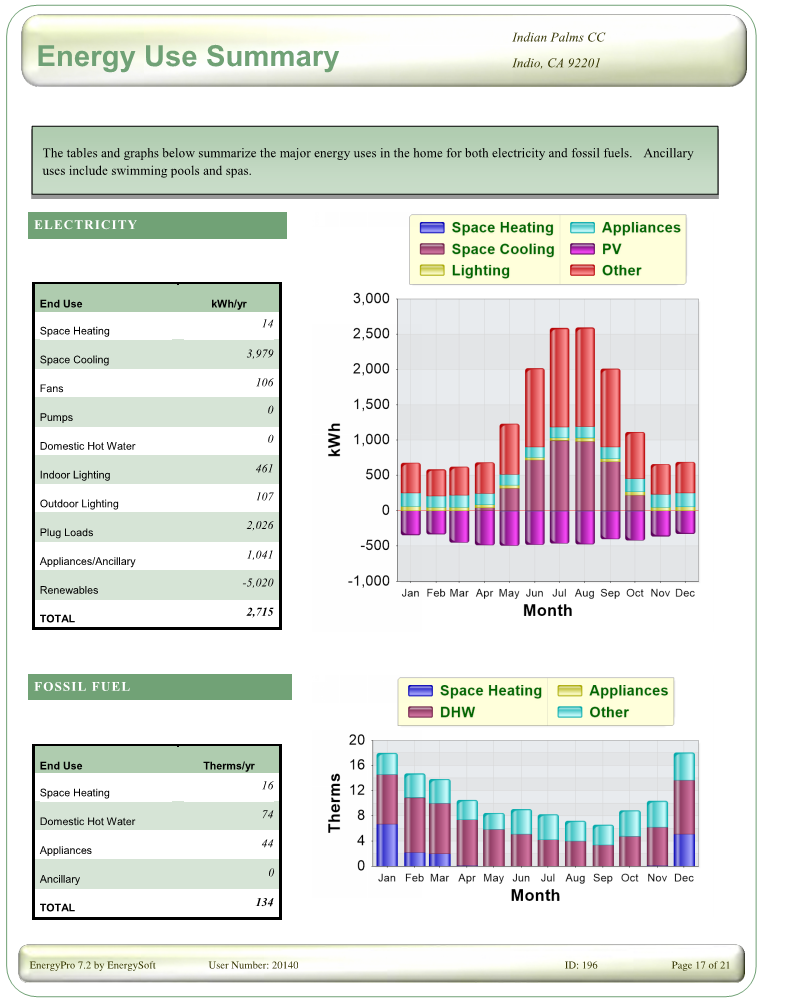 Energy Use Summary
Indian Palms CC
Indio, CA 92201
The tables and graphs below summarize the major energy uses in the home for both electricity and fossil fuels. Ancillary
uses include swimming pools and spas.
ELECTRICITY
End Use kWh/yr
Space Heating 14
Space Cooling 3,979
Fans 106
Pumps 0
Domestic Hot Water 0
Indoor Lighting 461
Outdoor Lighting 107
Plug Loads 2,026
Appliances/Ancillary 1,041
Renewables -5,020
TOTAL 2,715
Space Heating Appliances
Space Cooling PV
Lighting Other
3,000
2,500
2,000
1,500
1,000
500
0
-500
-1,000
kWh
Jan Feb Mar Apr May Jun Jul Aug Sep Oct Nov Dec
Month
FOSSIL FUEL
End Use Therms/yr
Space Heating 16
Domestic Hot Water 74
Appliances 44
Ancillary 0
TOTAL 134
Space Heating Appliances
DHW Other
20
16
12
8
4
0
Therms
Jan Feb Mar Apr May Jun Jul Aug Sep Oct Nov Dec
Month
EnergyPro 7.2 by EnergySoft User Number: 20140 ID: 196 Page 17 of 21